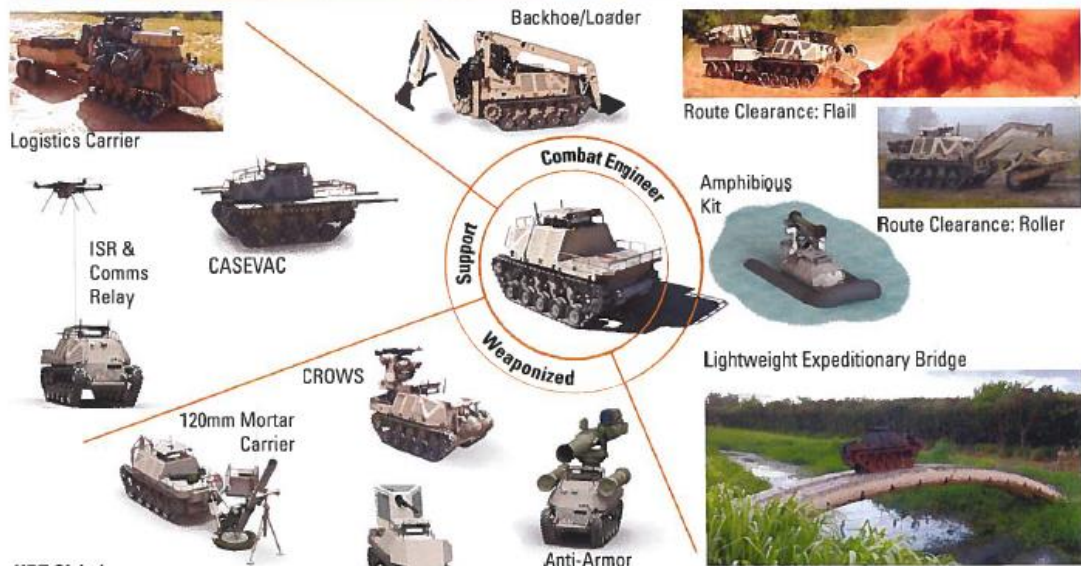 Backhoe/Loader
Route Clearance: Flail
Logistics Carrier
Combat Engineer
Amphibious
Kit
Route Clearance: Roller
ISR &
Comms
Relay
CASEVAC
Support
Weaponized
Lightweight Expeditionary Bridge
CROWS
120mm Mortar
Carrier
Anti-Armor